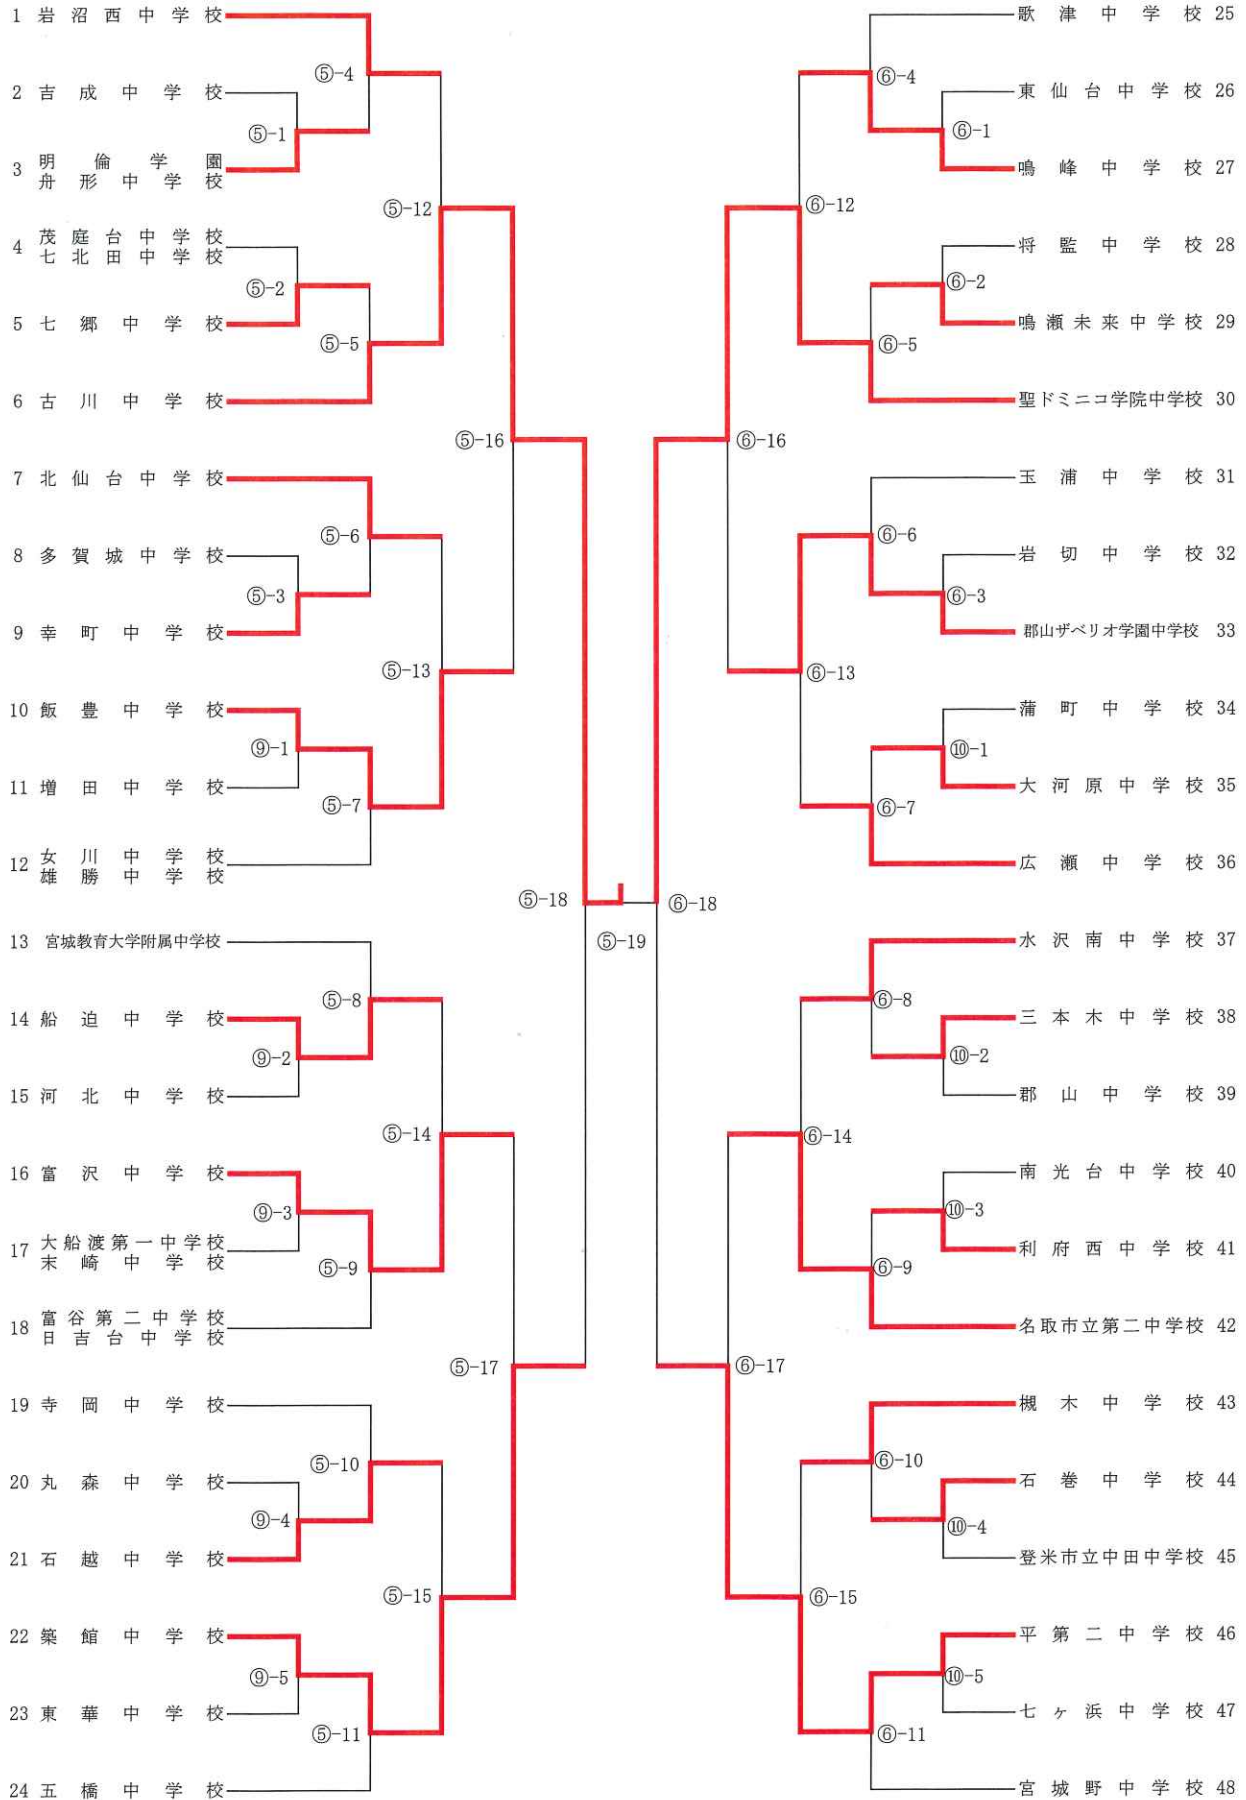 1 岩沼西中学校
⑤-4
2 吉成中学校
⑤-1
3 明倫学園
舟形中学校
⑤-12
4 茂庭台中学校
七北田中学校
⑤-2
5 七郷中学校
⑤-5
6 古川中学校
⑤-16
7 北仙台中学校
⑤-6
8 多賀城中学校
⑤-3
9 幸町中学校
⑤-13
10 飯豊中学校
⑨-1
11 増田中学校
⑤-7
12 女川中学校
雄勝中学校
⑤-18
⑤-19
13 宮城教育大学附属中学校
⑤-8
14 船迫中学校
⑨-2
15 河北中学校
⑤-14
16 富沢中学校
⑨-3
17 大船渡第一中学校
末崎中学校
⑤-9
18 富谷第二中学校
日吉台中学校
⑤-17
19 寺岡中学校
⑤-10
20 丸森中学校
⑨-4
21 石越中学校
⑤-15
22 築館中学校
⑨-5
23 東華中学校
⑤-11
24 五橋中学校
歌津中学校 25
⑥-4
東仙台中学校 26
⑥-1
鳴峰中学校 27
⑥-12
将監中学校 28
⑥-2
鳴瀬未来中学校 29
⑥-5
聖ドミニコ学院中学校 30
⑥-16
玉浦中学校 31
⑥-6
岩切中学校 32
⑥-3
郡山ザベリオ学園中学校 33
⑥-13
蒲町中学校 34
⑩-1
大河原中学校 35
⑥-7
広瀬中学校 36
⑥-18
水沢南中学校 37
⑥-8
三本木中学校 38
⑩-2
郡山中学校 39
⑥-14
南光台中学校 40
⑩-3
利府西中学校 41
⑥-9
名取市立第二中学校 42
⑥-17
槻木中学校 43
⑥-10
石巻中学校 44
⑩-4
登米市立中田中学校 45
⑥-15
平第二中学校 46
⑩-5
七ヶ浜中学校 47
⑥-11
宮城野中学校 48